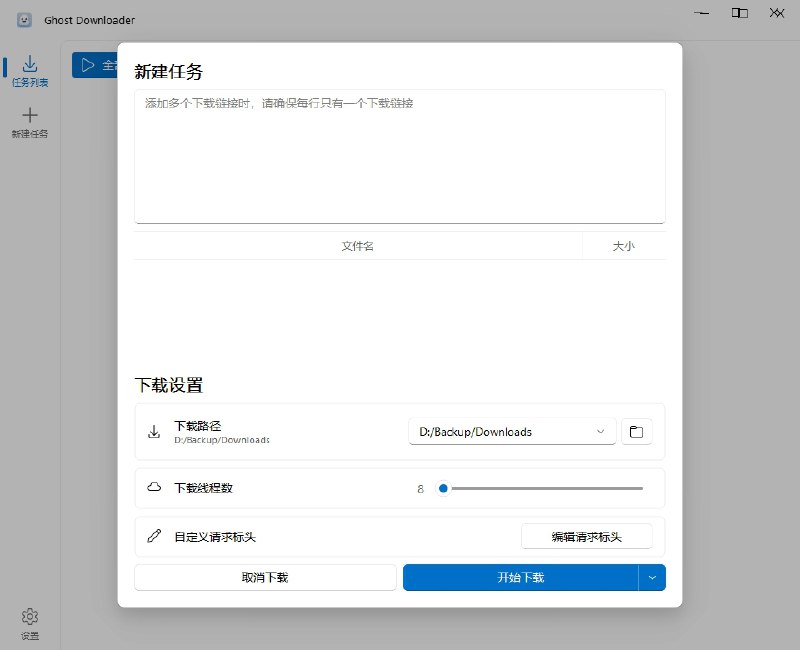 Ghost Downloader
任务列表
新建任务
设置
新建任务
添加多个下载链接时，请确保每行只有一个下载链接
文件名
大小
下载设置
下载路径
D:/Backup/Downloads
D:/Backup/Downloads
下载线程数
8
自定义请求标头
编辑请求标头
取消下载
开始下载